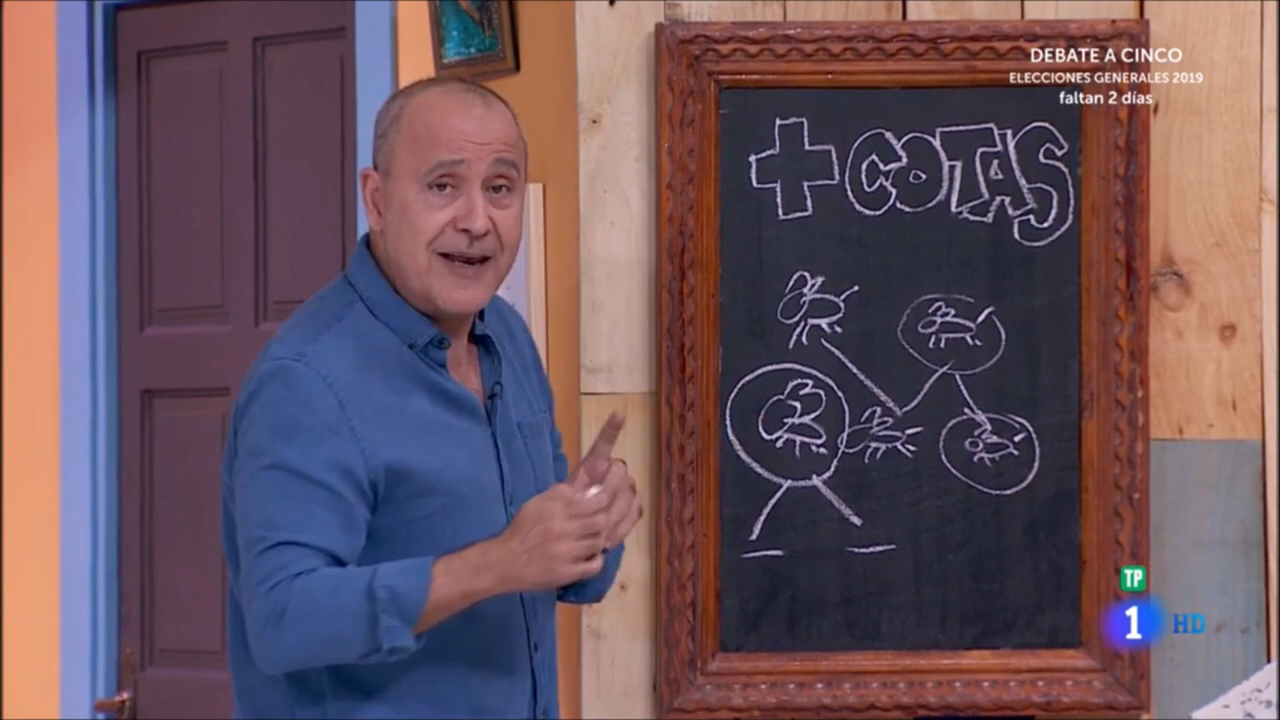 DEBATE A CINCO
ELECCIONES GENERALES 2019
faltan 2 días
+COTAS
TP
1 HD